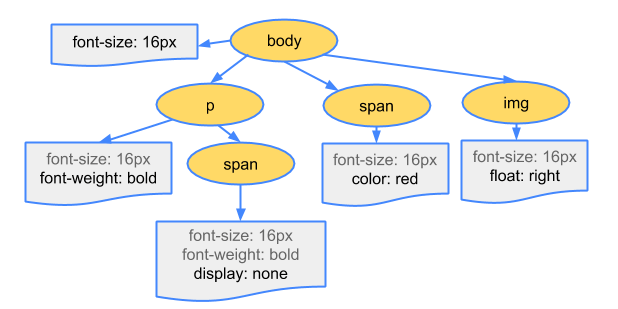 font-size: 16px
body
p
span
img
font-size: 16px
font-weight: bold
span
font-size: 16px
color: red
font-size: 16px
float: right
font-size: 16px
font-weight: bold
display: none